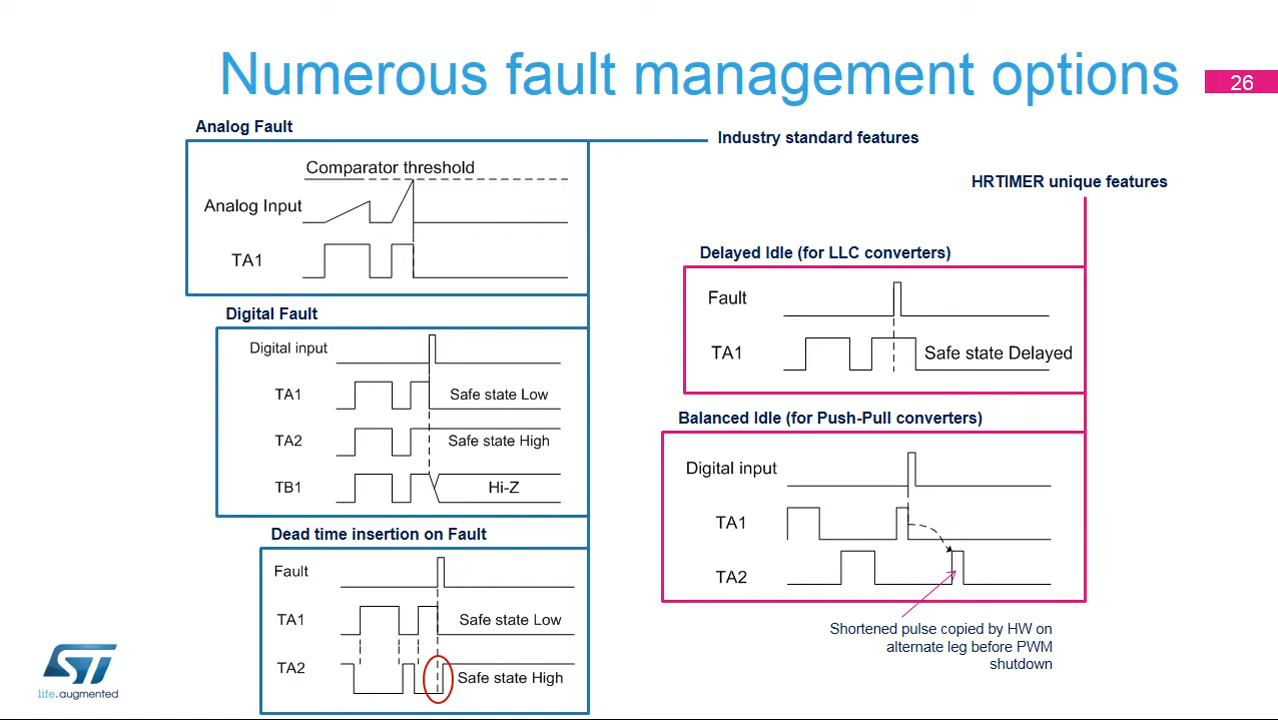 Numerous fault management options
26
Analog Fault
Industry standard features
Comparator threshold
Analog Input
TA1
Digital Fault
Digital input
TA1
Safe state Low
TA2
Safe state High
TB1
Hi-Z
Dead time insertion on Fault
Fault
TA1
Safe state Low
TA2
Safe state High
HRTIMER unique features
Delayed Idle (for LLC converters)
Fault
TA1
Safe state Delayed
Balanced Idle (for Push-Pull converters)
Digital input
TA1
TA2
Shortened pulse copied by HW on
alternate leg before PWM
shutdown
ST
life.augmented